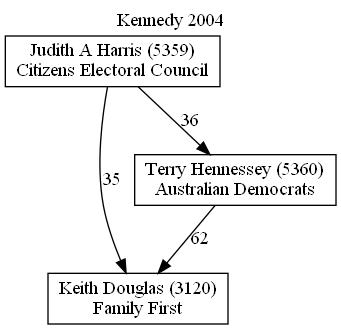 Kennedy 2004
Judith A Harris (5359)
Citizens Electoral Council
36
Terry Hennessey (5360)
Australian Democrats
35
62
Keith Douglas (3120)
Family First